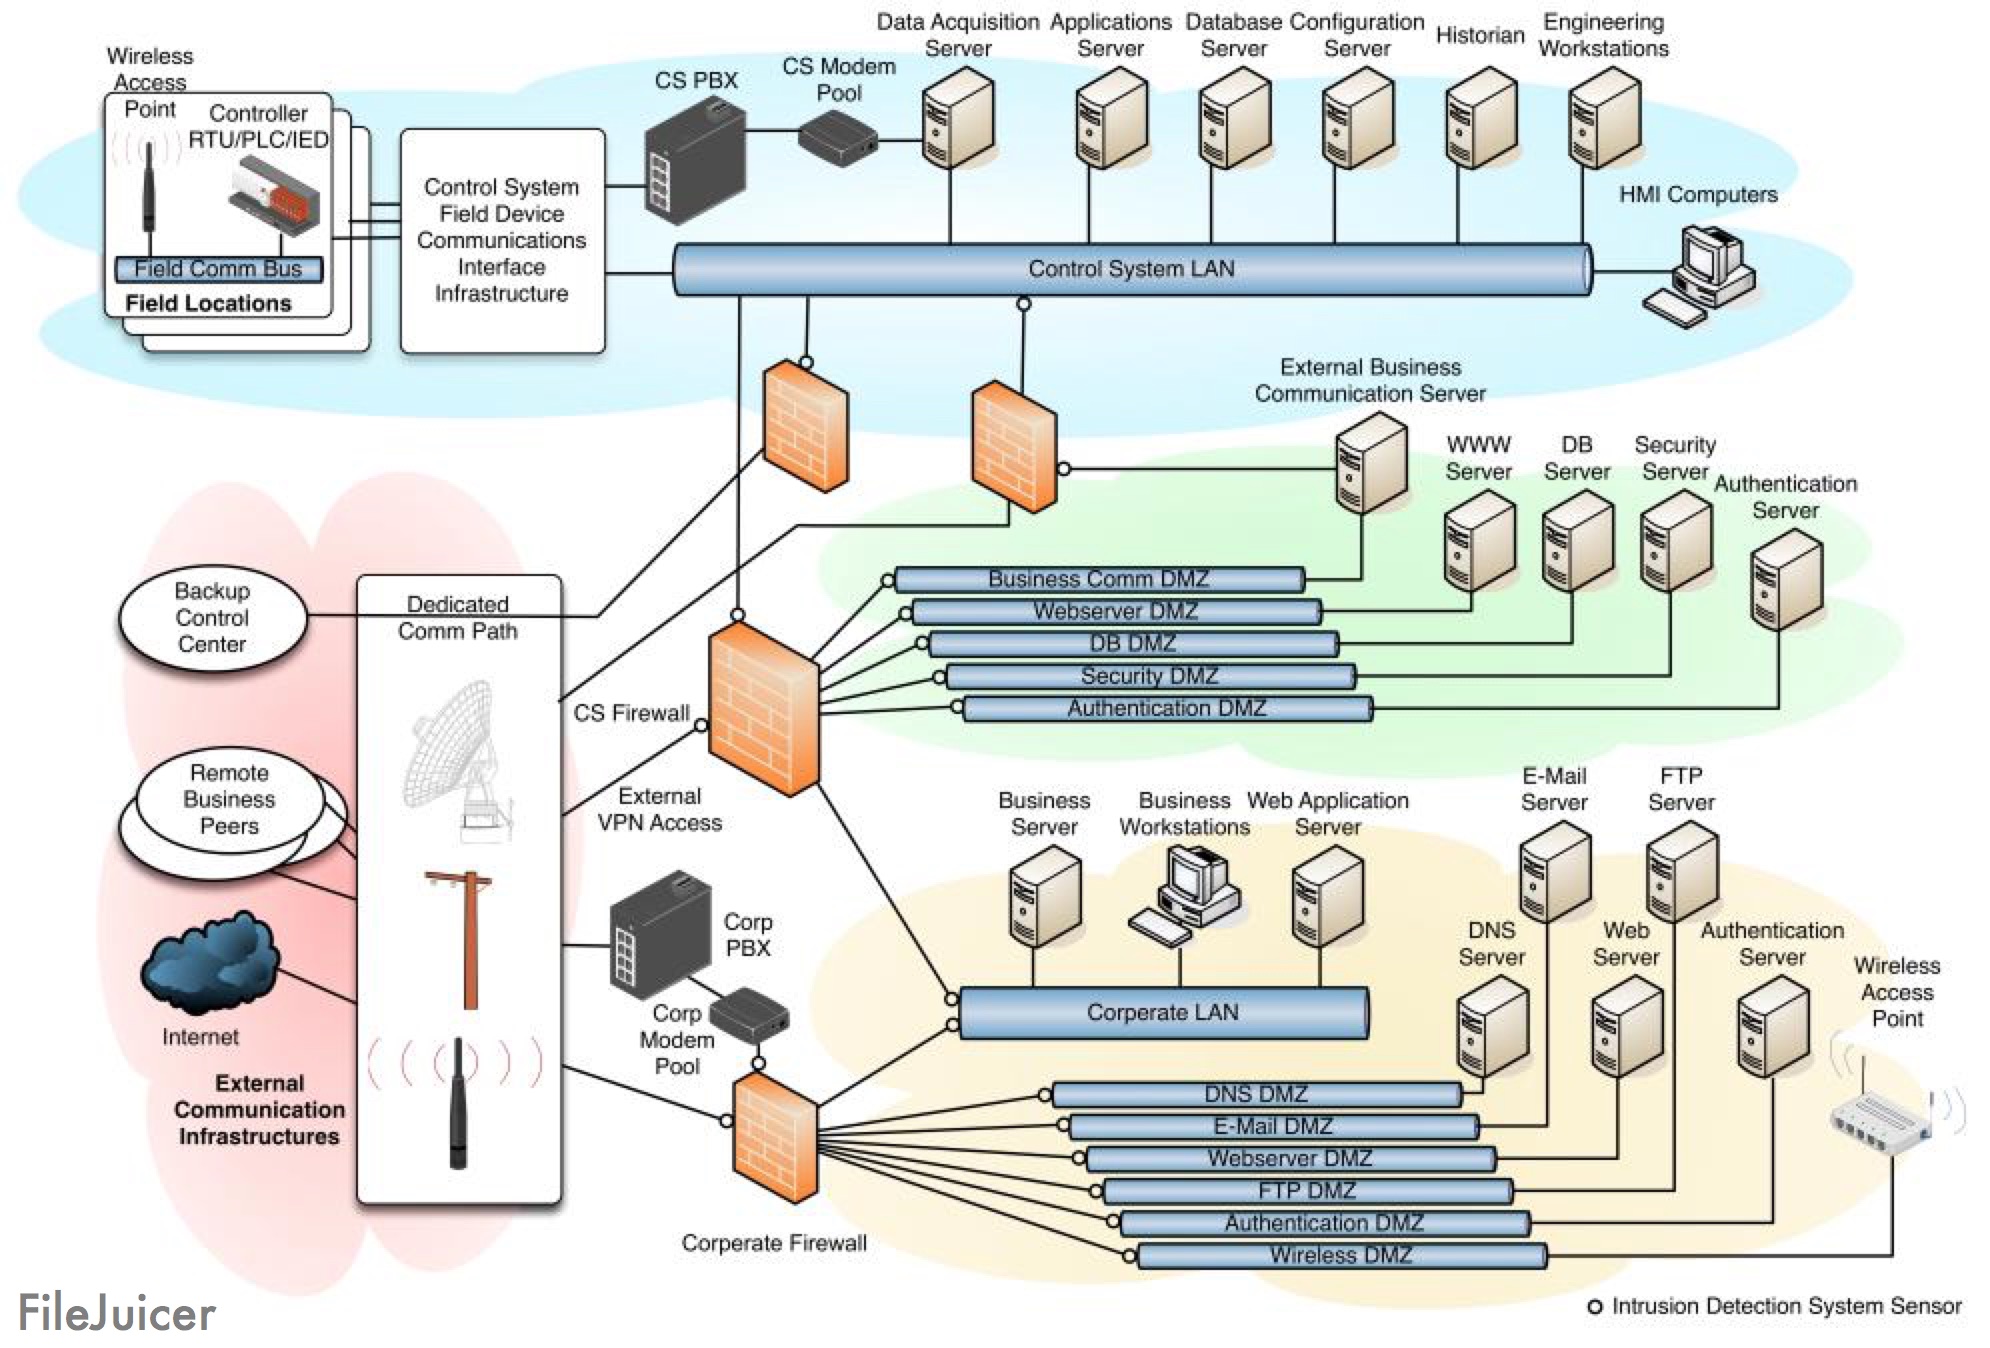 Data Acquisition
Server
Applications
Server
Database
Server
Configuration
Server
Historian
Engineering
Workstations
Wireless
Access
Point
Controller
RTU/PLC/IED
Field Comm Bus
Field Locations
Control System
Field Device
Communications
Interface
Infrastructure
CS PBX
CS Modem
Pool
HMI Computers
Control System LAN
External Business
Communication Server
WWW
Server
DB
Server
Security
Server
Authentication
Server
Business Comm DMZ
Webserver DMZ
DB DMZ
Security DMZ
Authentication DMZ
Backup
Control
Center
Dedicated
Comm Path
CS Firewall
External
VPN Access
Remote
Business
Peers
Internet
External
Communication
Infrastructures
Corp
PBX
Corp
Modem
Pool
Corperate Firewall
Business
Server
Business
Workstations
Web Application
Server
E-Mail
Server
FTP
Server
DNS
Server
Web
Server
Authentication
Server
Wireless
Access
Point
Corperate LAN
DNS DMZ
E-Mail DMZ
Webserver DMZ
FTP DMZ
Authentication DMZ
Wireless DMZ
Intrusion Detection System Sensor
FileJuicer